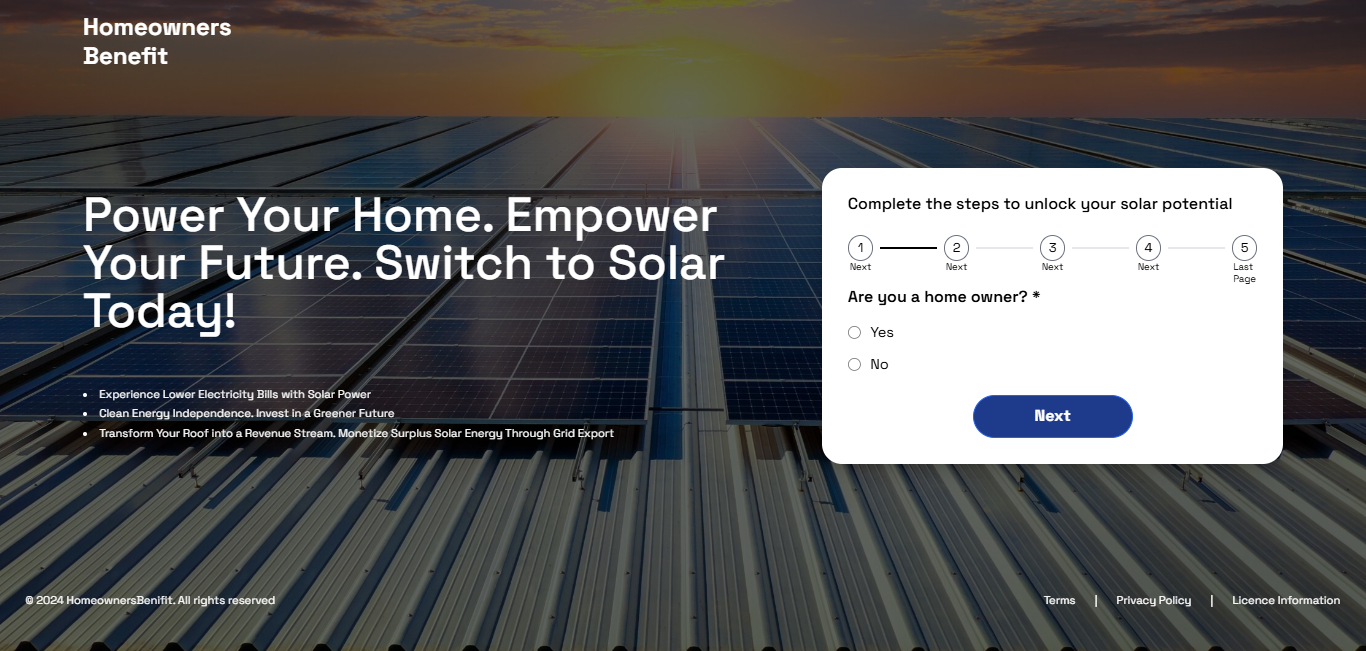 Homeowners
Benefit
Power Your Home. Empower
Your Future. Switch to Solar
Today!
Experience Lower Electricity Bills with Solar Power
Clean Energy Independence. Invest in a Greener Future
Transform Your Roof into a Revenue Stream. Monetize Surplus Solar Energy Through Grid Export
Complete the steps to unlock your solar potential
1 2 3 4 5
Next Next Next Next Last
Page
Are you a home owner? *
Yes
No
Next
© 2024 HomeownersBenifit. All rights reserved
Terms | Privacy Policy | Licence Information